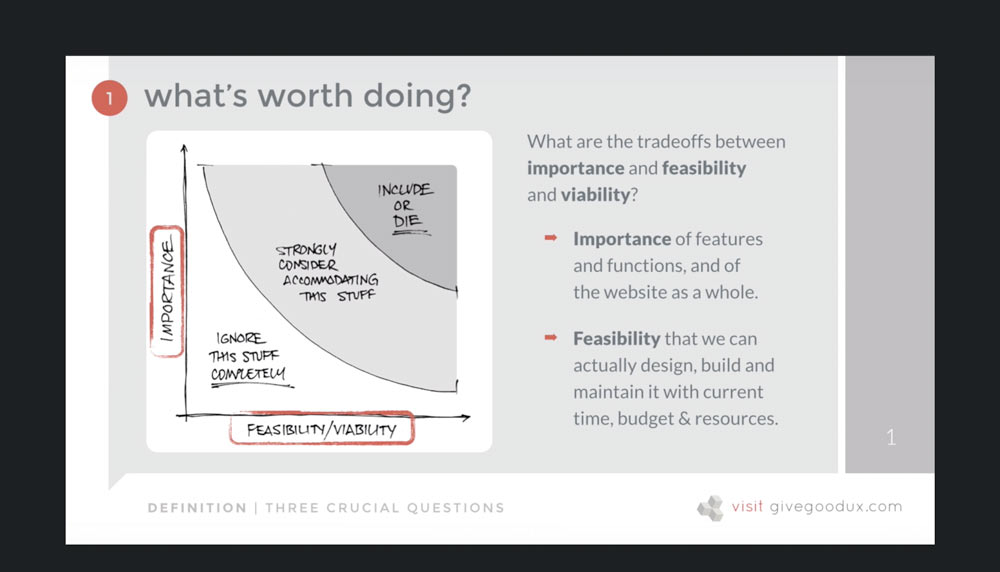 1
what's worth doing?
INCLUDE
OR
DIE
STRONGLY
CONSIDER
ACCOMMODATING
THIS STUFF
IGNORE
THIS STUFF
COMPLETELY
IMPORTANCE
FEASIBILITY/VIABILITY
What are the tradeoffs between
importance and feasibility
and viability?
➡ Importance of features
and functions, and of
the website as a whole.
➡ Feasibility that we can
actually design, build and
maintain it with current
time, budget & resources.
1
DEFINITION | THREE CRUCIAL QUESTIONS
visit givegoodux.com